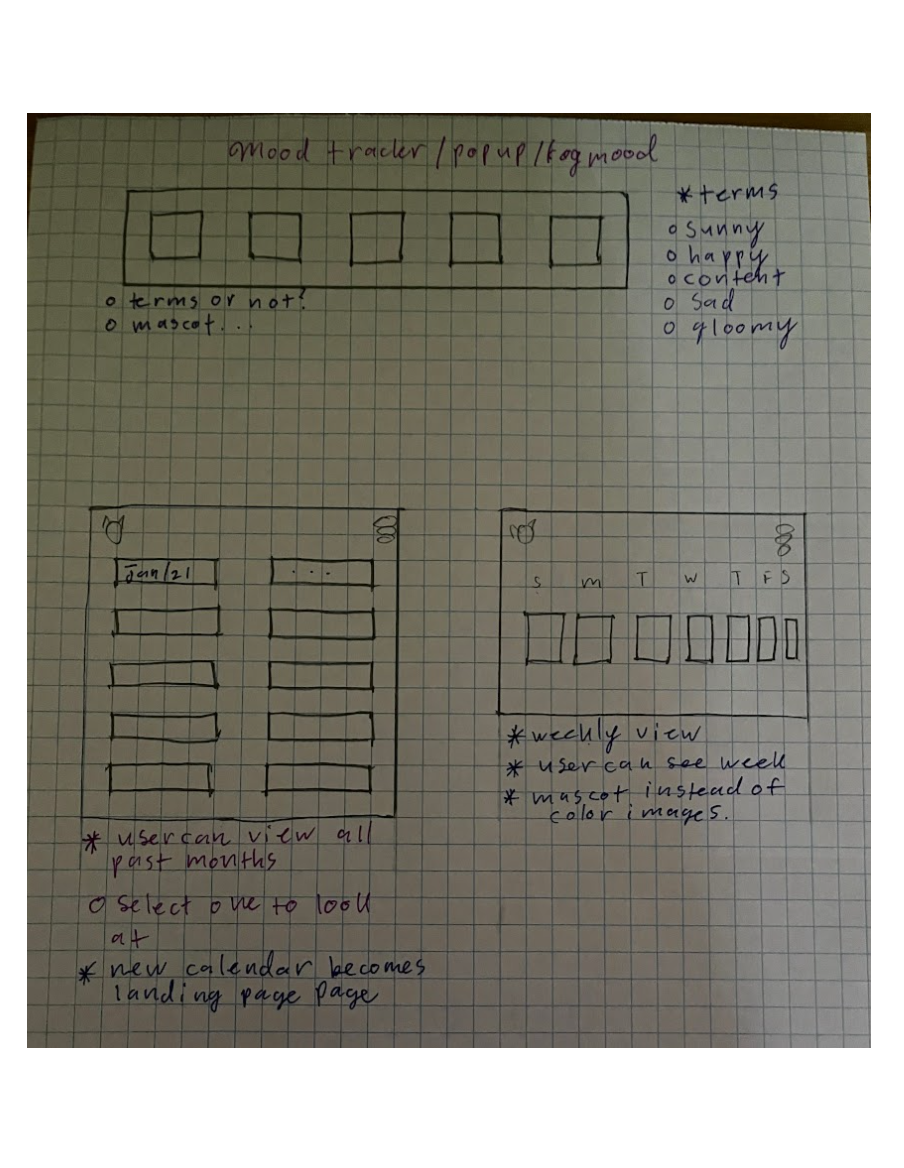 mood tracker/popup/log mood
* terms
o sunny
o happy
o content
o sad
o gloomy
o terms or not?
o mascot...
Jan/21
...
* user can view all
past months
o select one to look
at
* new calendar becomes
landing page page
S M T W T F S
* weekly view
* user can see week
* mascot instead of
color images.